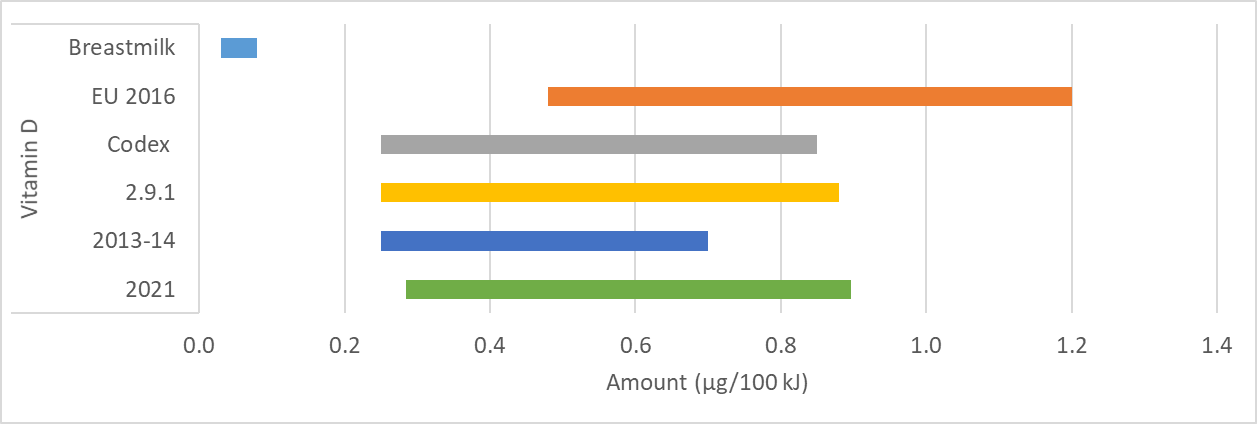 Vitamin D
Breastmilk
EU 2016
Codex
2.9.1
2013-14
2021
0.0 0.2 0.4 0.6 0.8 1.0 1.2 1.4
Amount (µg/100 kJ)